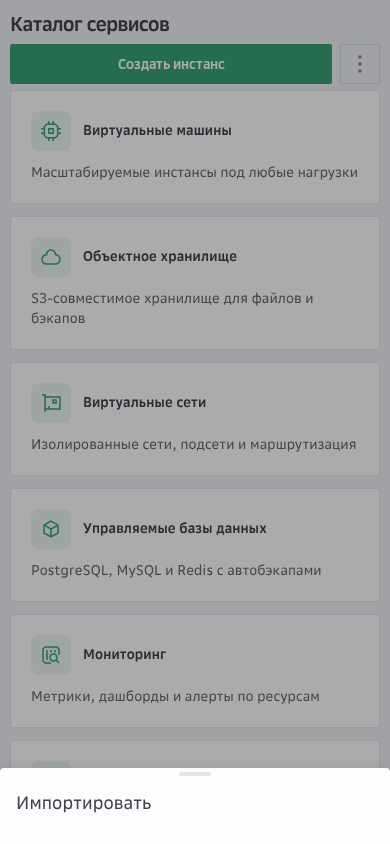 Каталог сервисов
Создать инстанс
Виртуальные машины
Масштабируемые инстансы под любые нагрузки
Объектное хранилище
S3-совместимое хранилище для файлов и
бэкапов
Виртуальные сети
Изолированные сети, подсети и маршрутизация
Управляемые базы данных
PostgreSQL, MySQL и Redis с автобэкапами
Мониторинг
Метрики, дашборды и алерты по ресурсам
Импортировать